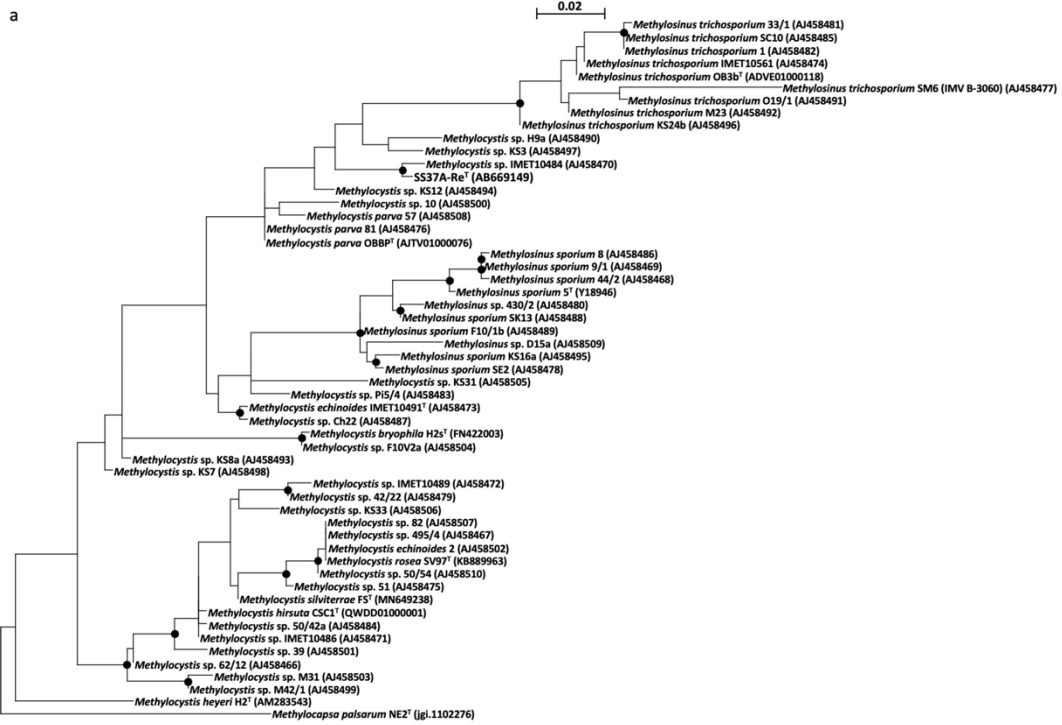 a
0.02
Methylosinus trichosporium 33/1 (AJ458481)
Methylosinus trichosporium SC10 (AJ458485)
Methylosinus trichosporium 1 (AJ458482)
Methylosinus trichosporium IMET10561 (AJ458474)
Methylosinus trichosporium OB3bᵀ (ADVE01000118)
Methylosinus trichosporium SM6 (IMV B-3060) (AJ458477)
Methylosinus trichosporium O19/1 (AJ458491)
Methylosinus trichosporium M23 (AJ458492)
Methylosinus trichosporium KS24b (AJ458496)
Methylocystis sp. H9a (AJ458490)
Methylocystis sp. KS3 (AJ458497)
Methylocystis sp. IMET10484 (AJ458470)
SS37A-Reᵀ (AB669149)
Methylocystis sp. KS12 (AJ458494)
Methylocystis sp. 10 (AJ458500)
Methylocystis parva 57 (AJ458508)
Methylocystis parva 81 (AJ458476)
Methylocystis parva OBBPᵀ (AJTV01000076)
Methylosinus sporium 8 (AJ458486)
Methylosinus sporium 9/1 (AJ458469)
Methylosinus sporium 44/2 (AJ458468)
Methylosinus sporium 5ᵀ (Y18946)
Methylosinus sp. 430/2 (AJ458480)
Methylosinus sporium SK13 (AJ458488)
Methylosinus sporium F10/1b (AJ458489)
Methylosinus sp. D15a (AJ458509)
Methylosinus sporium KS16a (AJ458495)
Methylosinus sporium SE2 (AJ458478)
Methylocystis sp. KS31 (AJ458505)
Methylocystis sp. Pi5/4 (AJ458483)
Methylocystis echinoides IMET10491ᵀ (AJ458473)
Methylocystis sp. Ch22 (AJ458487)
Methylocystis bryophila H2sᵀ (FN422003)
Methylocystis sp. F10V2a (AJ458504)
Methylocystis sp. KS8a (AJ458493)
Methylocystis sp. KS7 (AJ458498)
Methylocystis sp. IMET10489 (AJ458472)
Methylocystis sp. 42/22 (AJ458479)
Methylocystis sp. KS33 (AJ458506)
Methylocystis sp. 82 (AJ458507)
Methylocystis sp. 495/4 (AJ458467)
Methylocystis echinoides 2 (AJ458502)
Methylocystis rosea SV97ᵀ (KB889963)
Methylocystis sp. 50/54 (AJ458510)
Methylocystis sp. 51 (AJ458475)
Methylocystis silviterrae FSᵀ (MN649238)
Methylocystis hirsuta CSC1ᵀ (QWDD01000001)
Methylocystis sp. 50/42a (AJ458484)
Methylocystis sp. IMET10486 (AJ458471)
Methylocystis sp. 39 (AJ458501)
Methylocystis sp. 62/12 (AJ458466)
Methylocystis sp. M31 (AJ458503)
Methylocystis sp. M42/1 (AJ458499)
Methylocystis heyeri H2ᵀ (AM283543)
Methylocapsa palsarum NE2ᵀ (jgi.1102276)